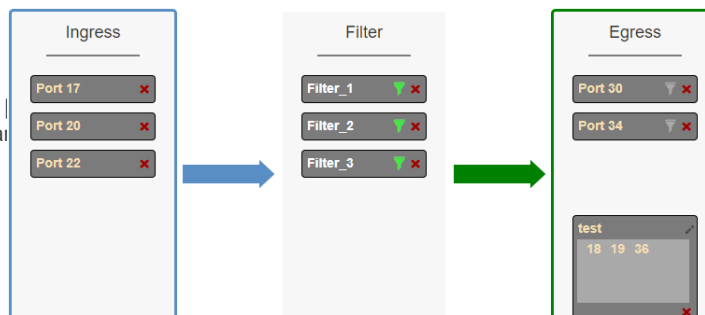 Ingress
Port 17
Port 20
Port 22
Filter
Filter_1
Filter_2
Filter_3
Egress
Port 30
Port 34
test
18 19 36